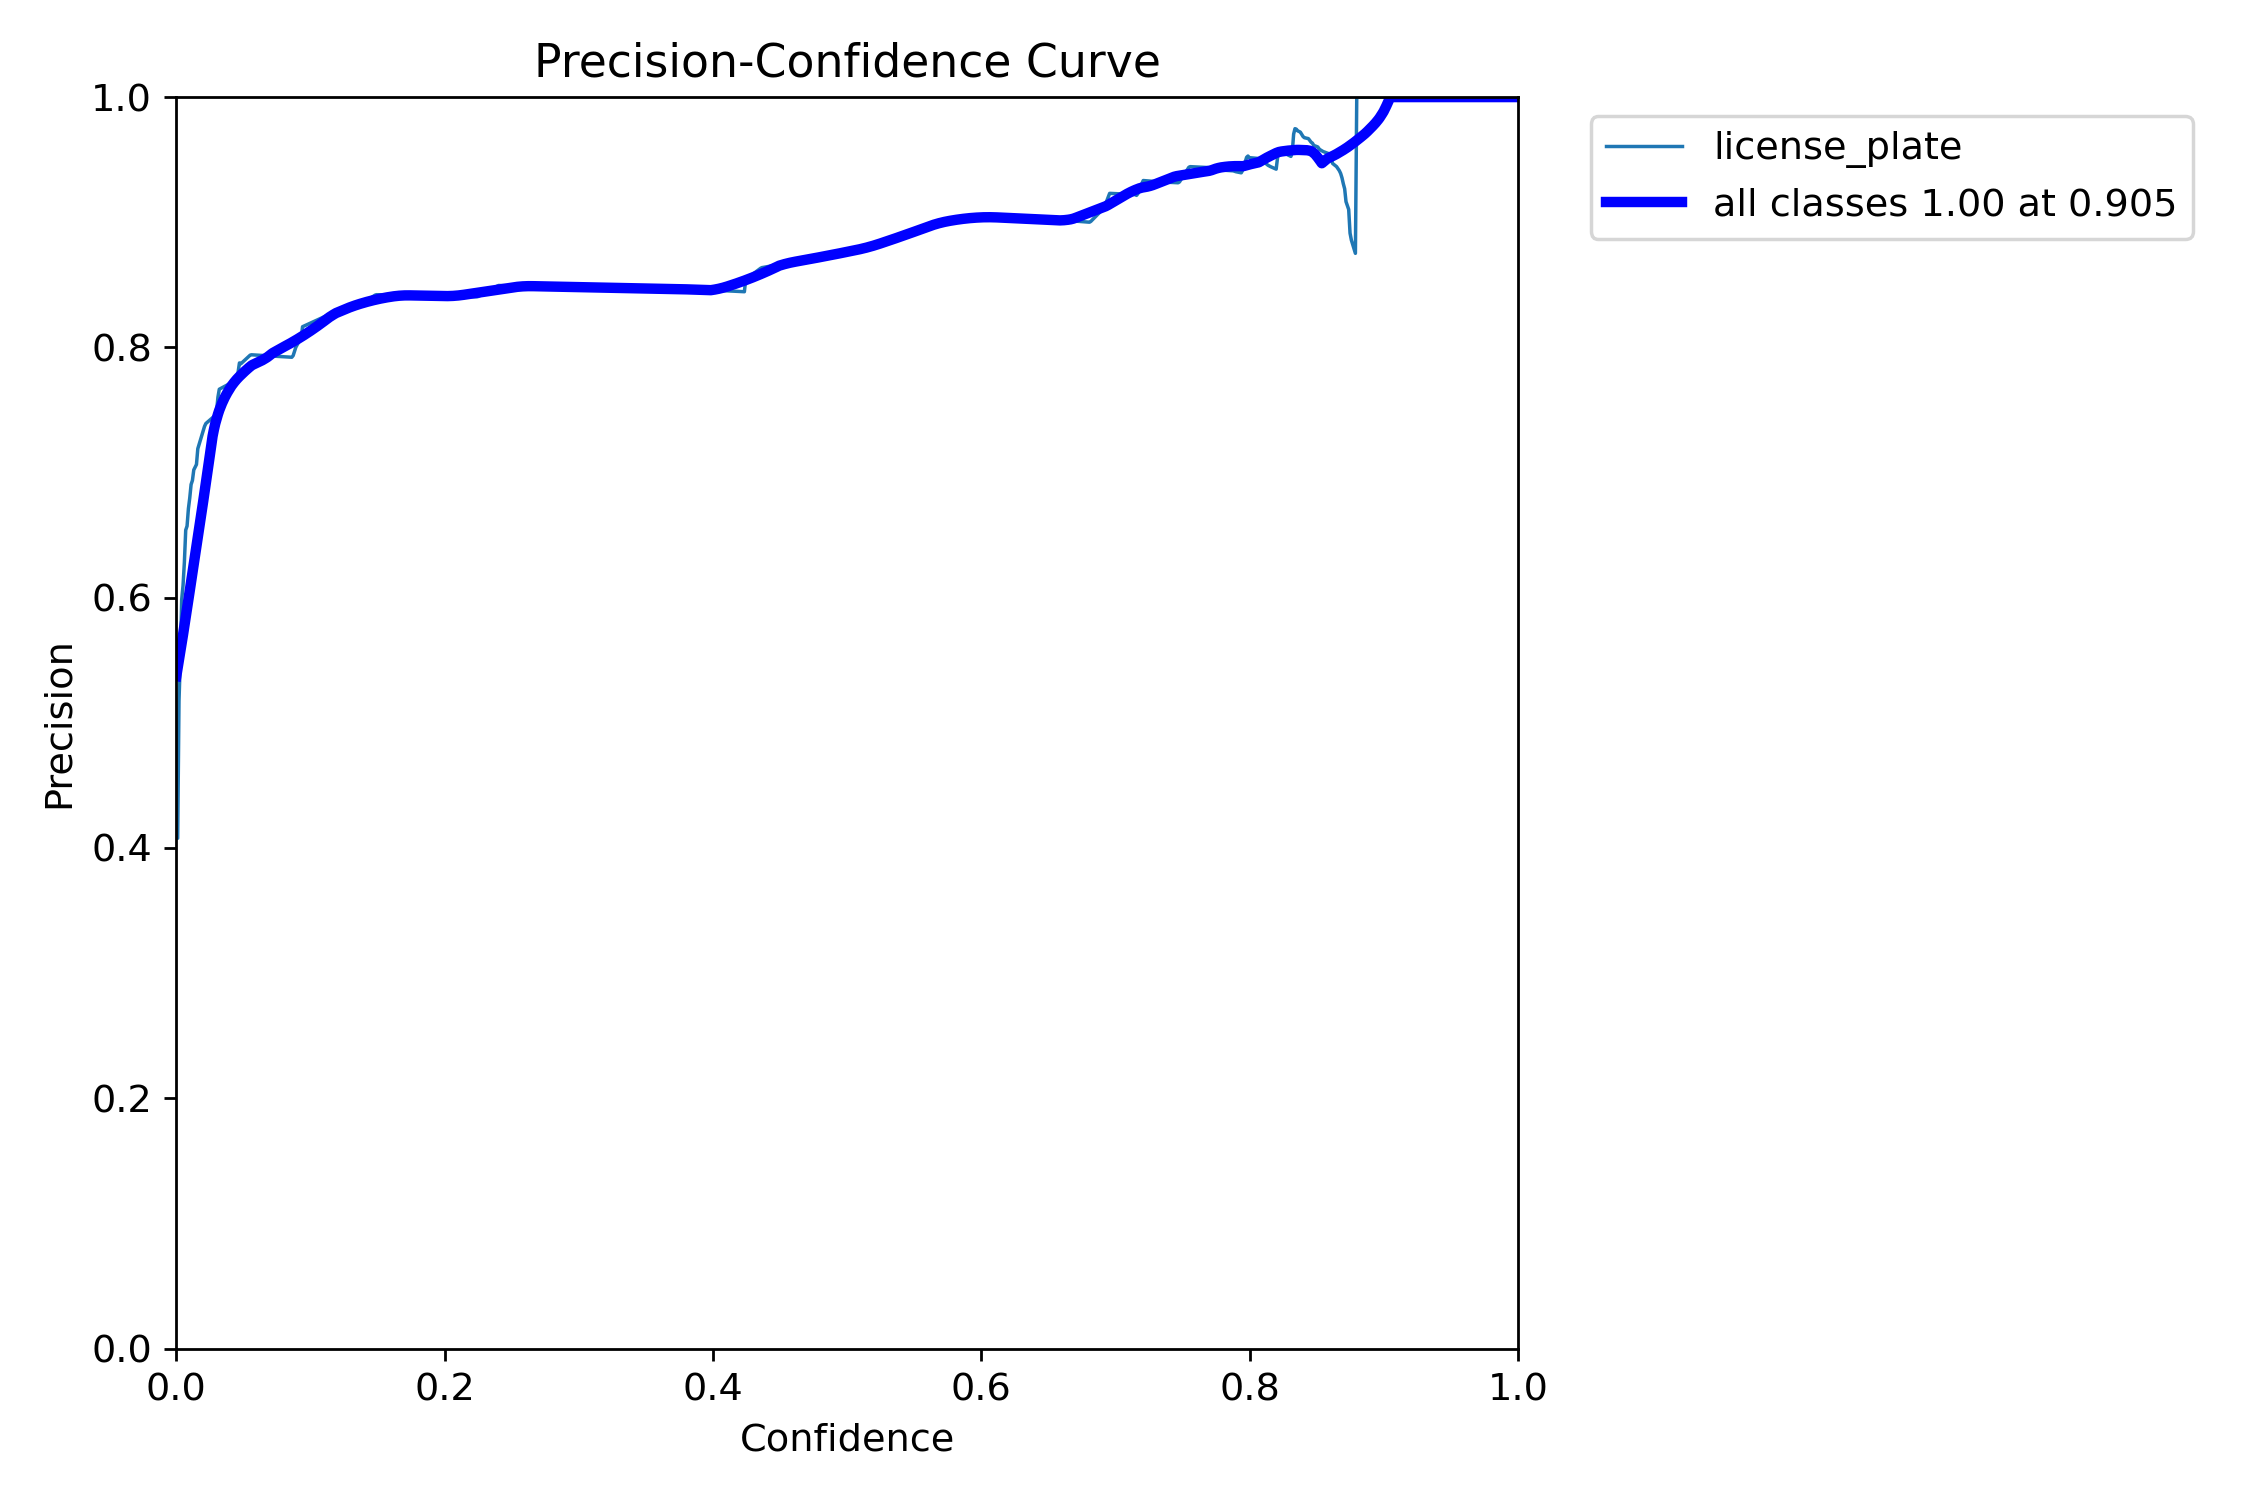 Precision-Confidence Curve
license_plate
all classes 1.00 at 0.905
Precision
1.0
0.8
0.6
0.4
0.2
0.0
0.0 0.2 0.4 0.6 0.8 1.0
Confidence